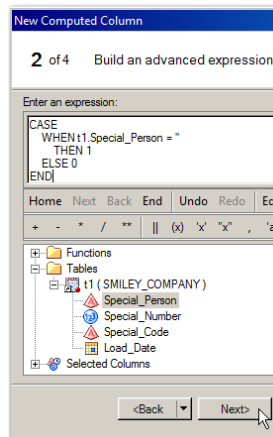 New Computed Column
2 of 4 Build an advanced expression
Enter an expression:
CASE
WHEN t1.Special_Person = ''
THEN 1
ELSE 0
END
Home Next Back End Undo Redo
+ - * / ** || (x) 'x' "x" ,
Functions
Tables
t1 ( SMILEY_COMPANY )
Special_Person
Special_Number
Special_Code
Load_Date
Selected Columns
<Back Next>